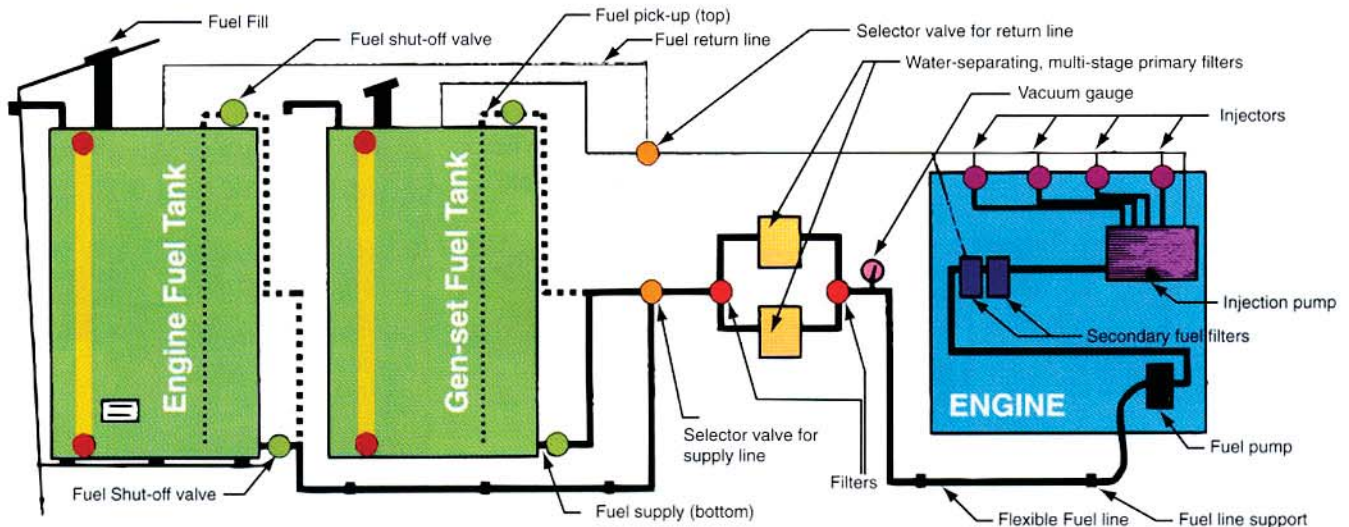 Fuel Fill
Fuel shut-off valve
Fuel pick-up (top)
Fuel return line
Selector valve for return line
Water-separating, multi-stage primary filters
Vacuum gauge
Injectors
Engine Fuel Tank
Gen-set Fuel Tank
Injection pump
Secondary fuel filters
ENGINE
Fuel pump
Selector valve for
supply line
Filters
Fuel Shut-off valve
Fuel supply (bottom)
Flexible Fuel line
Fuel line support